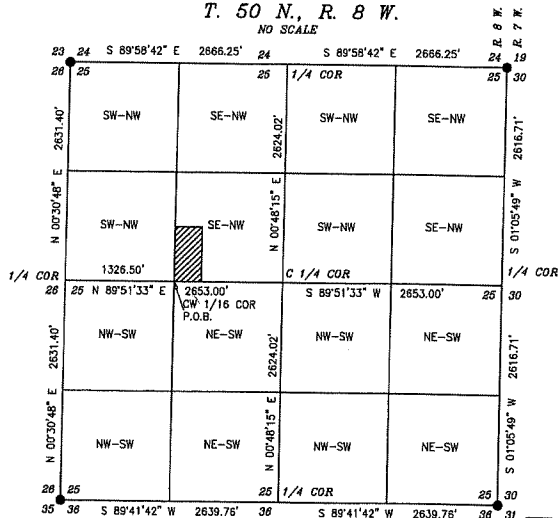 T. 50 N., R. 8 W.
NO SCALE
R. 8 W.
R. 7 W.
23 24 S 89°58'42" E 2666.25' 24 S 89°58'42" E 2666.25' 24 19
26 25 25 1/4 COR 25 30
SW-NW SE-NW SW-NW SE-NW
2631.40' 2624.02' 2616.71'
N 00°30'48" E N 00°48'15" E S 01°05'49" W
SW-NW SE-NW SW-NW SE-NW
1/4 COR 1326.50' C 1/4 COR 1/4 COR
26 25 N 89°51'33" E 2653.00' S 89°51'33" W 2653.00' 25 30
CW 1/16 COR
P.O.B.
NW-SW NE-SW NW-SW NE-SW
2631.40' 2624.02' 2616.71'
N 00°30'48" E N 00°48'15" E S 01°05'49" W
NW-SW NE-SW NW-SW NE-SW
26 25 25 1/4 COR 25 30
35 36 S 89°41'42" W 2639.76' 36 S 89°41'42" W 2639.76' 36 31